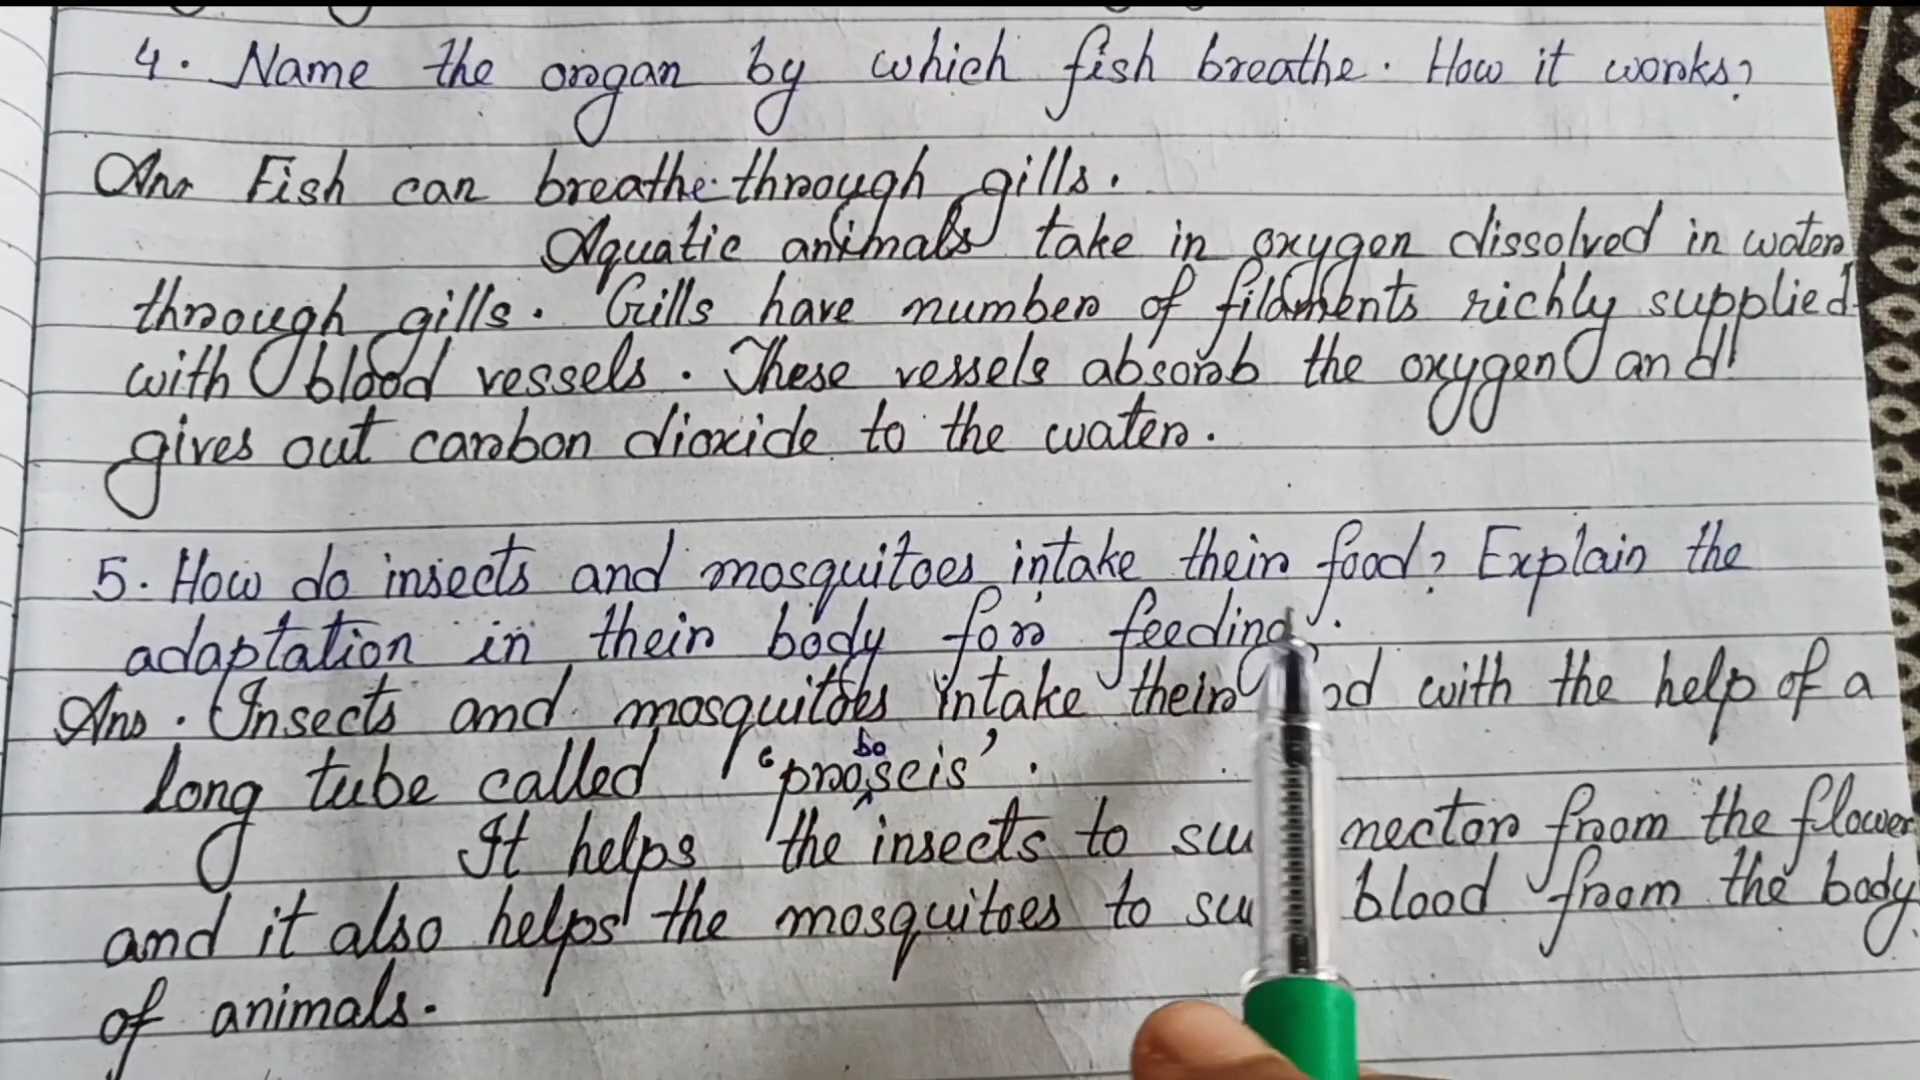 4. Name the organ by which fish breathe. How it works?
Ans Fish can breathe through gills.
Aquatic animals take in oxygen dissolved in water
through gills. Gills have number of filaments richly supplied
with blood vessels. These vessels absorb the oxygen and
gives out carbon dioxide to the water.
5. How do insects and mosquitoes intake their food? Explain the
adaptation in their body for feeding.
Ans. Insects and mosquitoes intake their with the help of a
long tube called 'proboscis'.
It helps the insects to nector from the flower
and it also helps the mosquitoes to blood from the body
of animals.